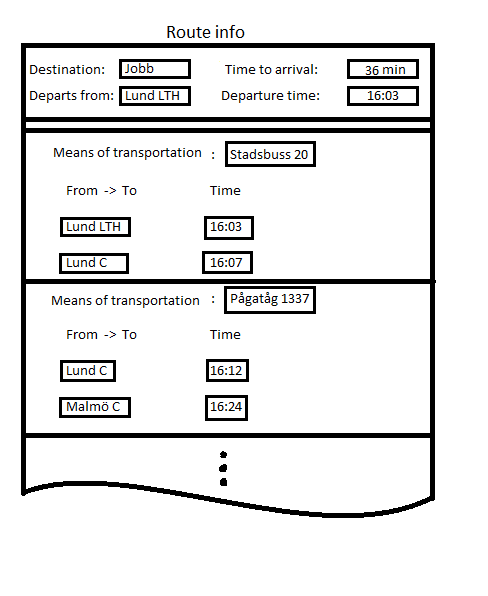 Route info
Destination: Jobb Time to arrival: 36 min
Departs from: Lund LTH Departure time: 16:03
Means of transportation : Stadsbuss 20
From -> To Time
Lund LTH 16:03
Lund C 16:07
Means of transportation : Pågatåg 1337
From -> To Time
Lund C 16:12
Malmö C 16:24